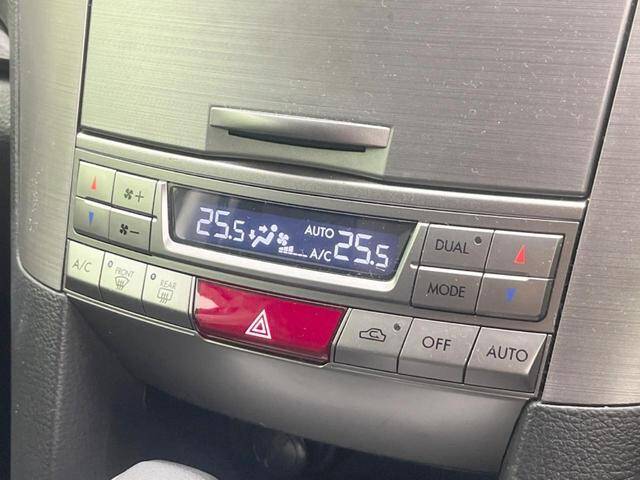 25.5 AUTO A/C 25.5
DUAL
MODE
A/C
FRONT
REAR
OFF
AUTO